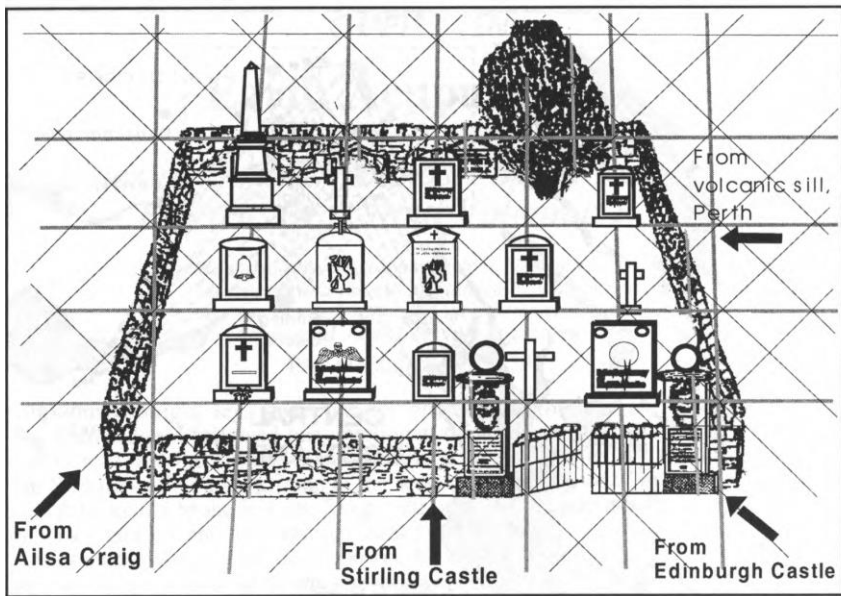 From
volcanic sill,
Perth
From
Ailsa Craig
From
Stirling Castle
From
Edinburgh Castle